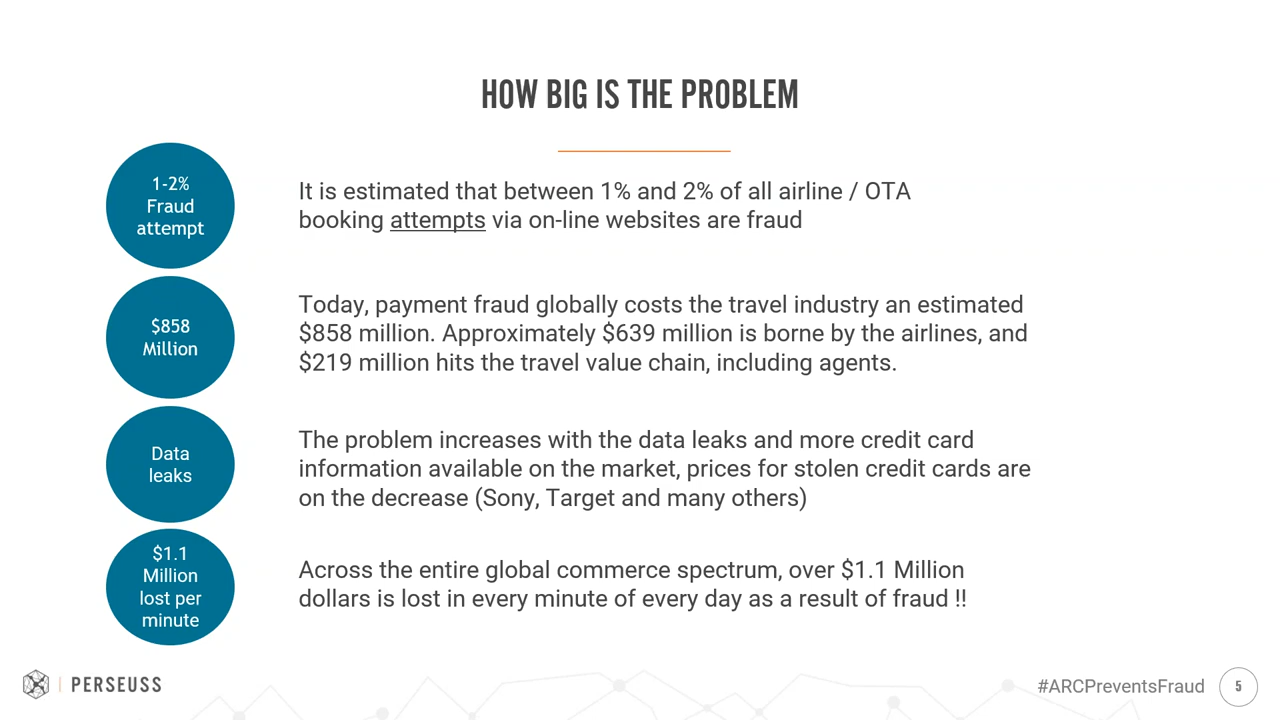 HOW BIG IS THE PROBLEM
1-2%
Fraud
attempt
It is estimated that between 1% and 2% of all airline / OTA
booking attempts via on-line websites are fraud
$858
Million
Today, payment fraud globally costs the travel industry an estimated
$858 million. Approximately $639 million is borne by the airlines, and
$219 million hits the travel value chain, including agents.
Data
leaks
The problem increases with the data leaks and more credit card
information available on the market, prices for stolen credit cards are
on the decrease (Sony, Target and many others)
$1.1
Million
lost per
minute
Across the entire global commerce spectrum, over $1.1 Million
dollars is lost in every minute of every day as a result of fraud !!
PERSEUSS
#ARCPreventsFraud
5